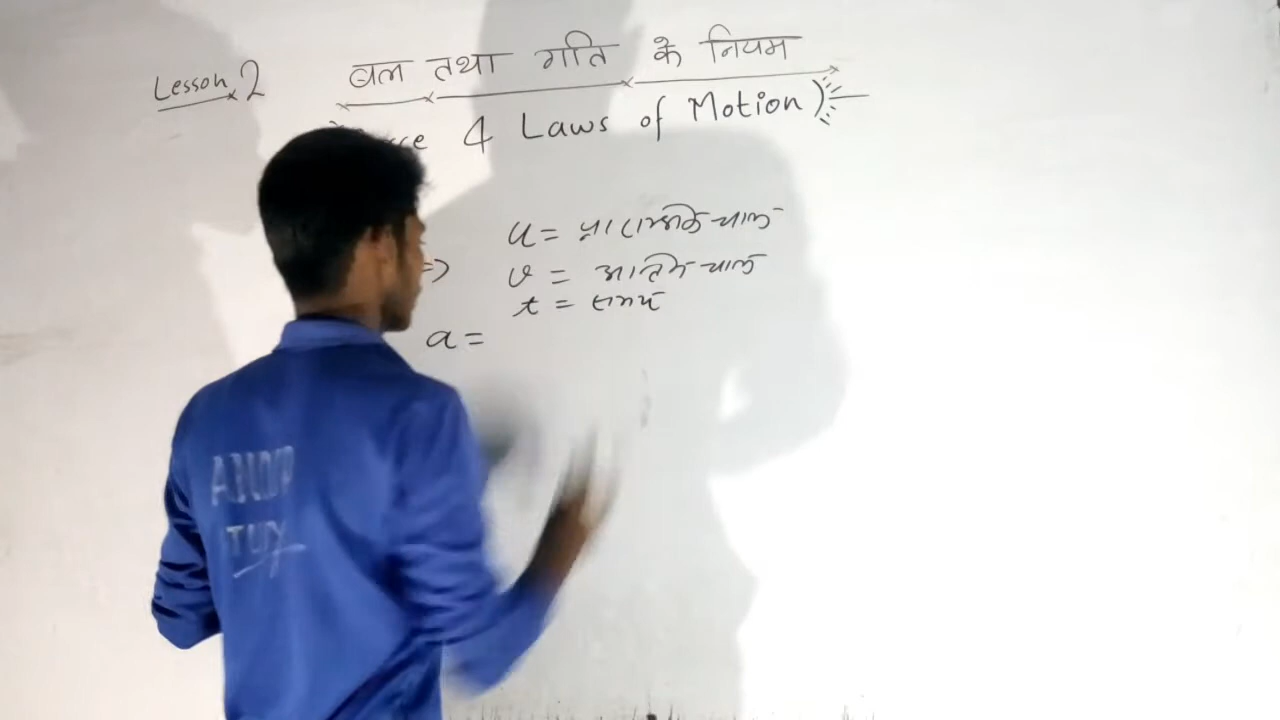 Lesson 2
बल तथा गति के नियम
4 Laws of Motion)
=> u = प्रारम्भिक चाल
v = अन्तिम चाल
t = समय
a =